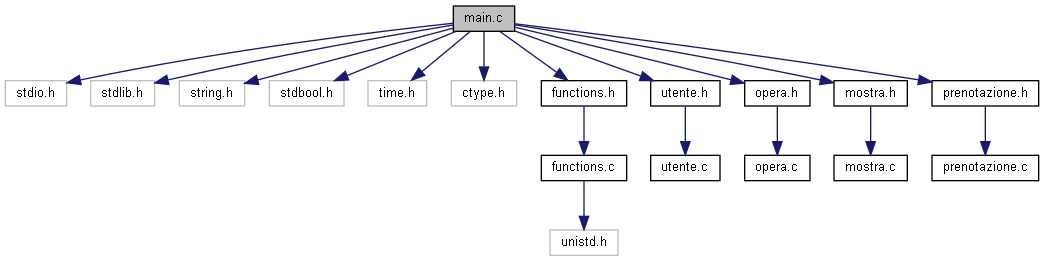 main.c
stdio.h stdlib.h string.h stdbool.h time.h ctype.h functions.h utente.h opera.h mostra.h prenotazione.h
functions.c utente.c opera.c mostra.c prenotazione.c
unistd.h